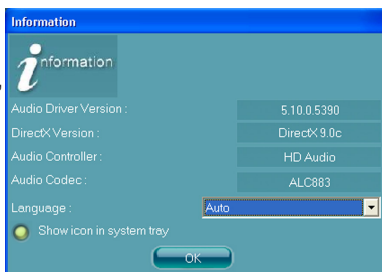 Information
information
Audio Driver Version : 5.10.0.5390
DirectX Version : DirectX 9.0c
Audio Controller : HD Audio
Audio Codec : ALC883
Language : Auto
Show icon in system tray
OK